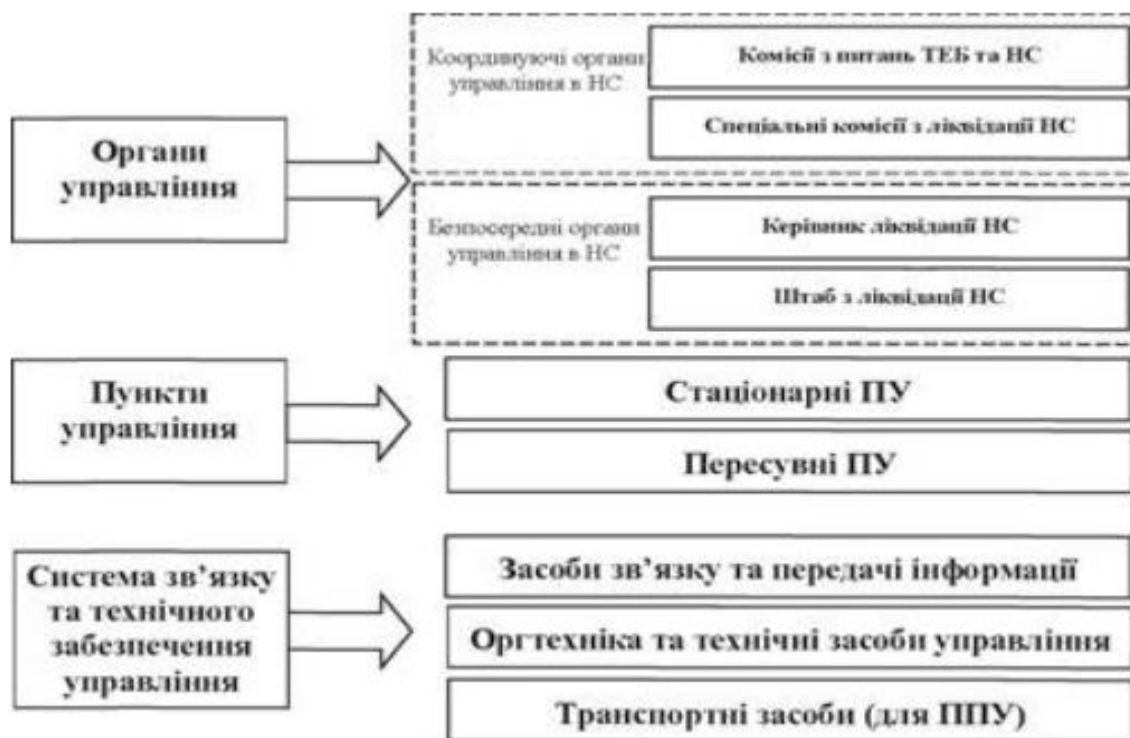 Органи
управління
Координуючі органи
управління в НС
Комісії з питань ТЕБ та НС
Спеціальні комісії з ліквідації НС
Безпосередні органи
управління в НС
Керівник ліквідації НС
Штаб з ліквідації НС
Пункти
управління
Стаціонарні ПУ
Пересувні ПУ
Система зв’язку
та технічного
забезпечення
управління
Засоби зв’язку та передачі інформації
Оргтехніка та технічні засоби управління
Транспортні засоби (для ППУ)